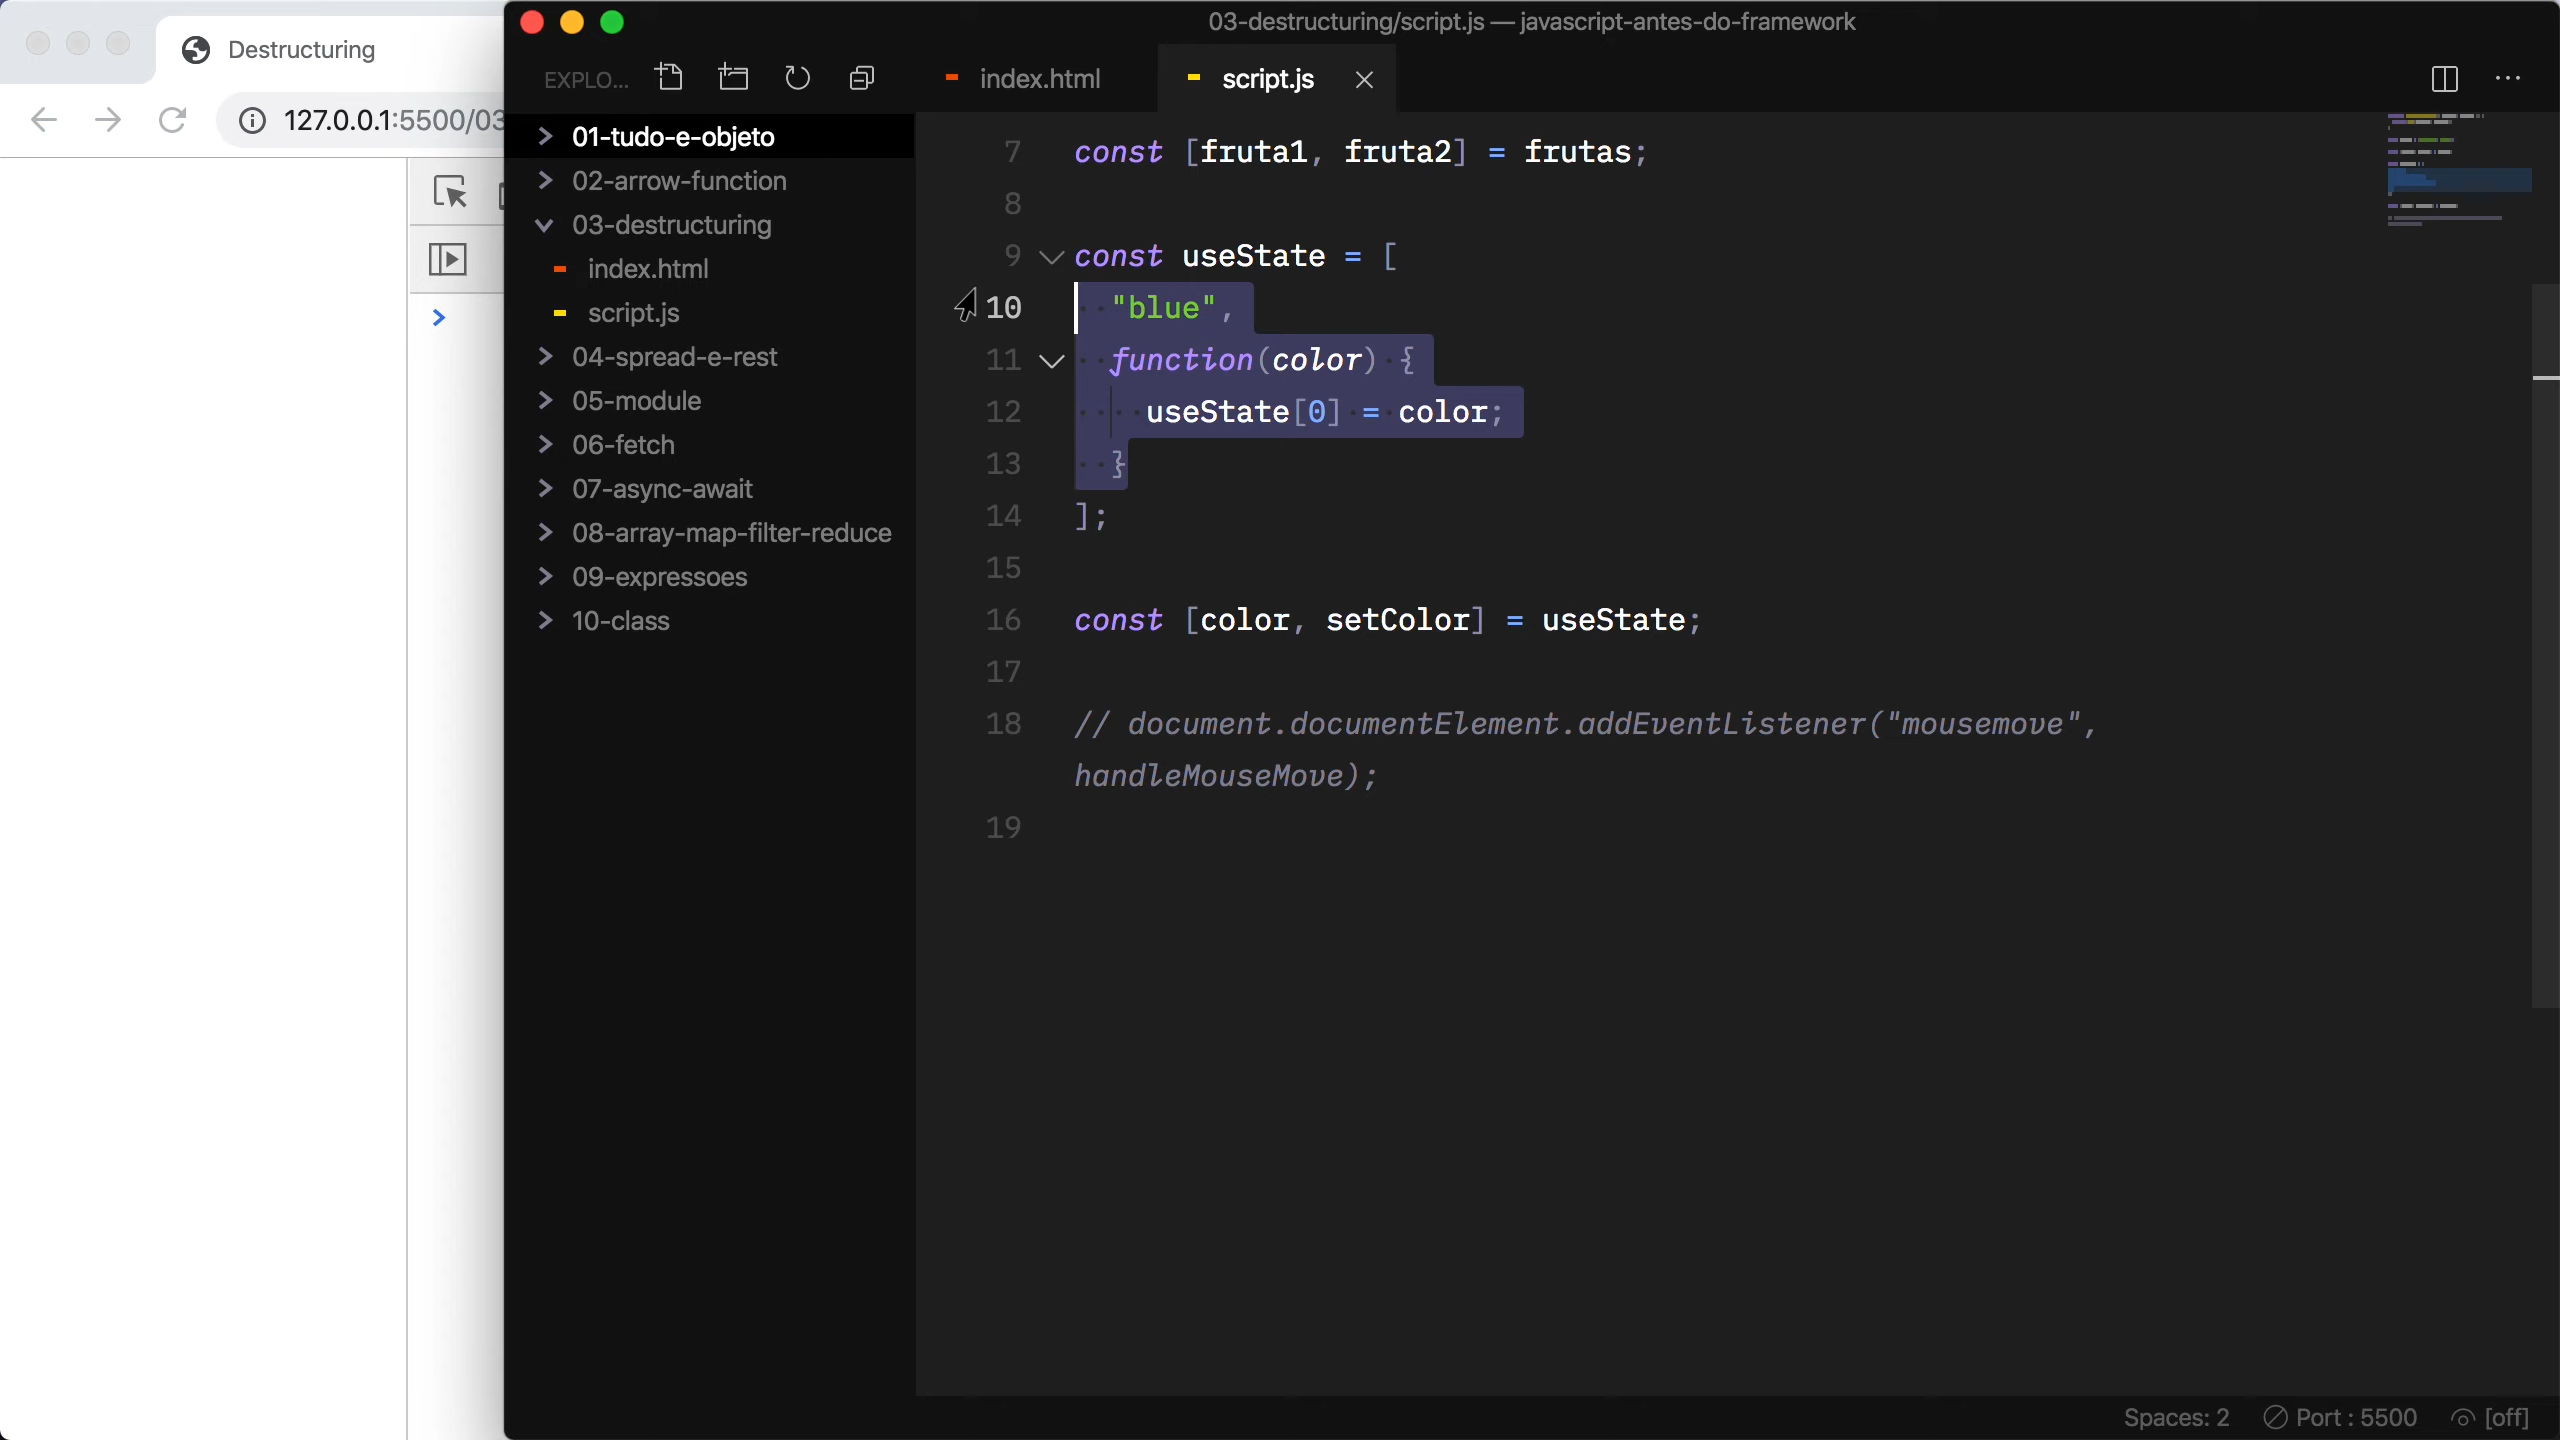 Destructuring
127.0.0.1:5500/03
03-destructuring/script.js — javascript-antes-do-framework
EXPLO...
index.html
script.js
01-tudo-e-objeto
02-arrow-function
03-destructuring
index.html
script.js
04-spread-e-rest
05-module
06-fetch
07-async-await
08-array-map-filter-reduce
09-expressoes
10-class
7 const [fruta1, fruta2] = frutas;
8
9 const useState = [
10 "blue",
11 function(color) {
12 useState[0] = color;
13 }
14 ];
15
16 const [color, setColor] = useState;
17
18 // document.documentElement.addEventListener("mousemove",
handleMouseMove);
19
Spaces: 2 Port : 5500 [off]